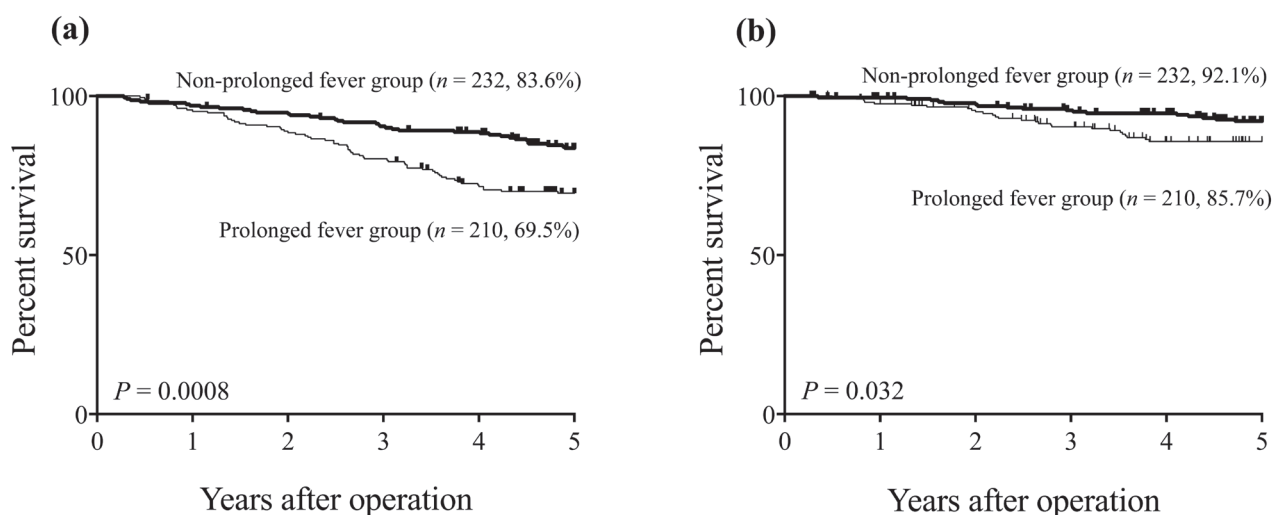 (a)
Non-prolonged fever group (n = 232, 83.6%)
100
Prolonged fever group (n = 210, 69.5%)
50
Percent survival
P = 0.0008
0
0 1 2 3 4 5
Years after operation
(b)
Non-prolonged fever group (n = 232, 92.1%)
100
Prolonged fever group (n = 210, 85.7%)
50
Percent survival
P = 0.032
0
0 1 2 3 4 5
Years after operation